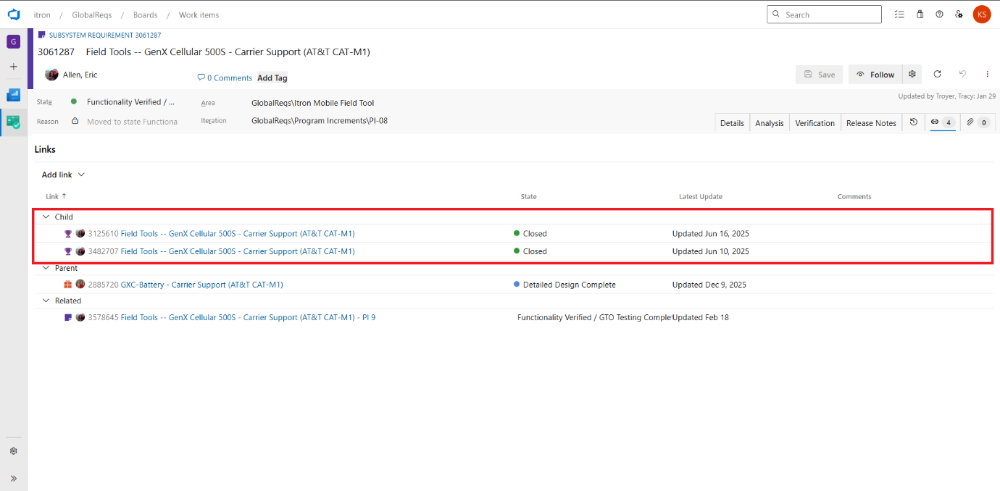 itron / GlobalReqs / Boards / Work items
Search
KS
G
SUBSYSTEM REQUIREMENT 3061287
3061287 Field Tools -- GenX Cellular 500S - Carrier Support (AT&T CAT-M1)
Allen, Eric
0 Comments
Add Tag
Save
Follow
State
Functionality Verified / ...
Area
GlobalReqs\Itron Mobile Field Tool
Updated by Troyer, Tracy: Jan 29
Reason
Moved to state Functiona
Iteration
GlobalReqs\Program Increments\PI-08
Details
Analysis
Verification
Release Notes
4
0
Links
Add link
Link ↑
State
Latest Update
Comments
Child
3125610 Field Tools -- GenX Cellular 500S - Carrier Support (AT&T CAT-M1) Closed Updated Jun 16, 2025
3482707 Field Tools -- GenX Cellular 500S - Carrier Support (AT&T CAT-M1) Closed Updated Jun 10, 2025
Parent
2885720 GXC-Battery - Carrier Support (AT&T CAT-M1) Detailed Design Complete Updated Dec 9, 2025
Related
3578645 Field Tools -- GenX Cellular 500S - Carrier Support (AT&T CAT-M1) - PI 9 Functionality Verified / GTO Testing Comple Updated Feb 18